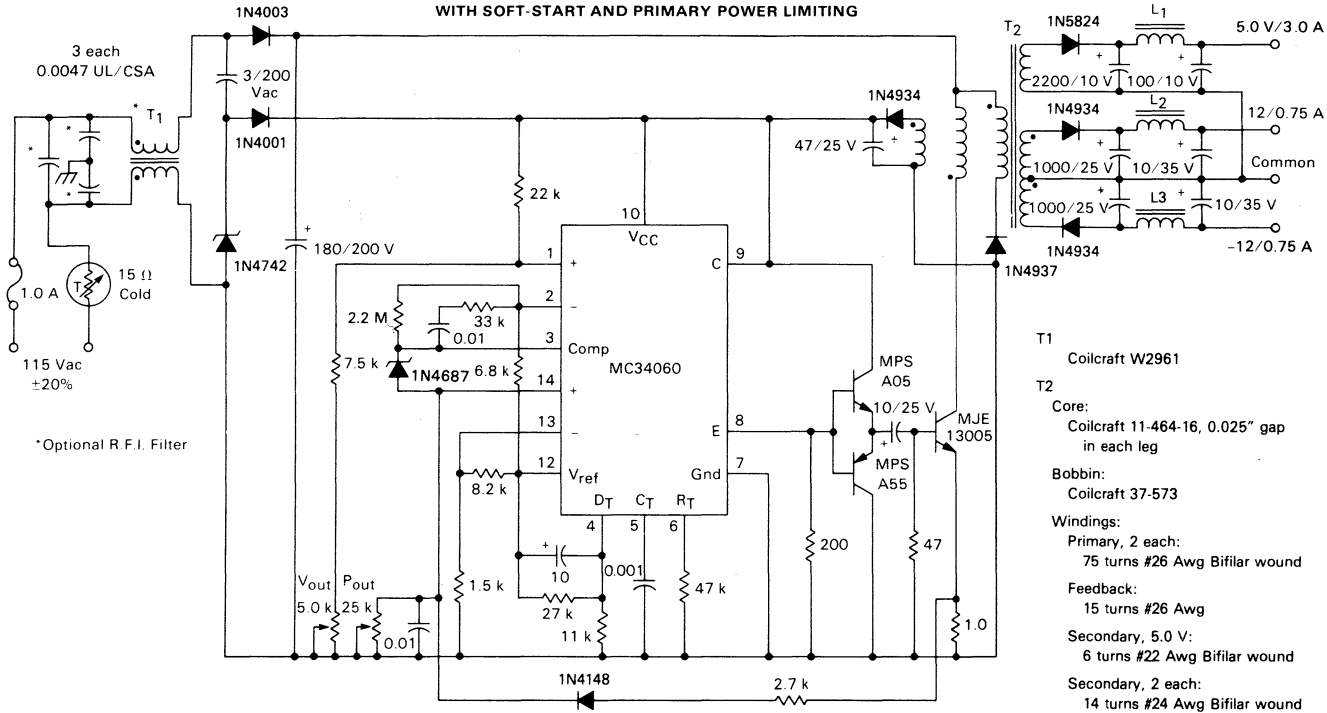 WITH SOFT-START AND PRIMARY POWER LIMITING
1N4003
3 each
0.0047 UL/CSA
*
T1
*
*
*
3/200
Vac
1N4001
1N4742
180/200 V
1.0 A
T
15 Ω
Cold
115 Vac
±20%
*Optional R.F.I. Filter
22 k
7.5 k
2.2 M
33 k
0.01
1N4687
6.8 k
8.2 k
1.5 k
10
VCC
1
+
2
−
3
Comp
14
+
13
−
12
Vref
MC34060
9
C
8
E
7
Gnd
DT
CT
RT
4
5
6
+
10
27 k
11 k
0.001
47 k
Vout
5.0 k
Pout
25 k
0.01
1N4148
2.7 k
200
47
1.0
MPS
A05
10/25 V
+
MPS
A55
MJE
13005
47/25 V
+
1N4934
1N4937
T2
1N5824
L1
5.0 V/3.0 A
+
2200/10 V
+
100/10 V
1N4934
L2
12/0.75 A
+
1000/25 V
+
10/35 V
Common
+
1000/25 V
L3
+
10/35 V
1N4934
-12/0.75 A
T1
Coilcraft W2961
T2
Core:
Coilcraft 11-464-16, 0.025″ gap
in each leg
Bobbin:
Coilcraft 37-573
Windings:
Primary, 2 each:
75 turns #26 Awg Bifilar wound
Feedback:
15 turns #26 Awg
Secondary, 5.0 V:
6 turns #22 Awg Bifilar wound
Secondary, 2 each:
14 turns #24 Awg Bifilar wound